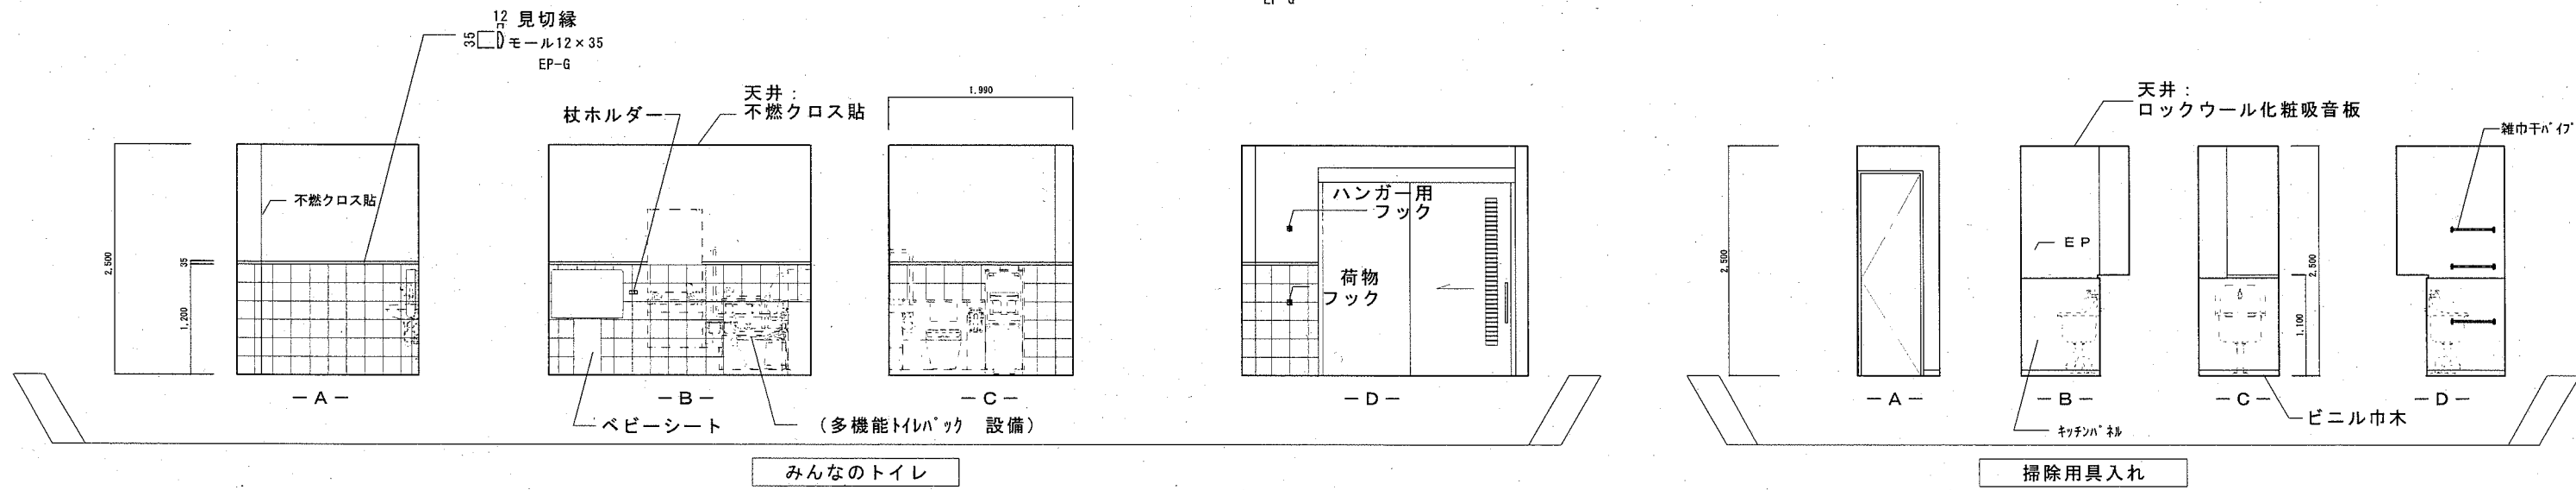 EP-G
12 見切縁
35
モール12×35
EP-G
天井：
不燃クロス貼
杖ホルダー
1,990
不燃クロス貼
2,500
35
1,200
ハンガー用
フック
荷物
フック
－A－
－B－
－C－
－D－
ベビーシート
（多機能ﾄｲﾚﾊﾟｯｸ 設備）
みんなのトイレ
天井：
ロックウール化粧吸音板
雑巾干ﾊﾟｲﾌﾟ
2,500
ＥＰ
2,500
1,100
－A－
－B－
－C－
－D－
ｷｯﾁﾝﾊﾟﾈﾙ
ビニル巾木
掃除用具入れ